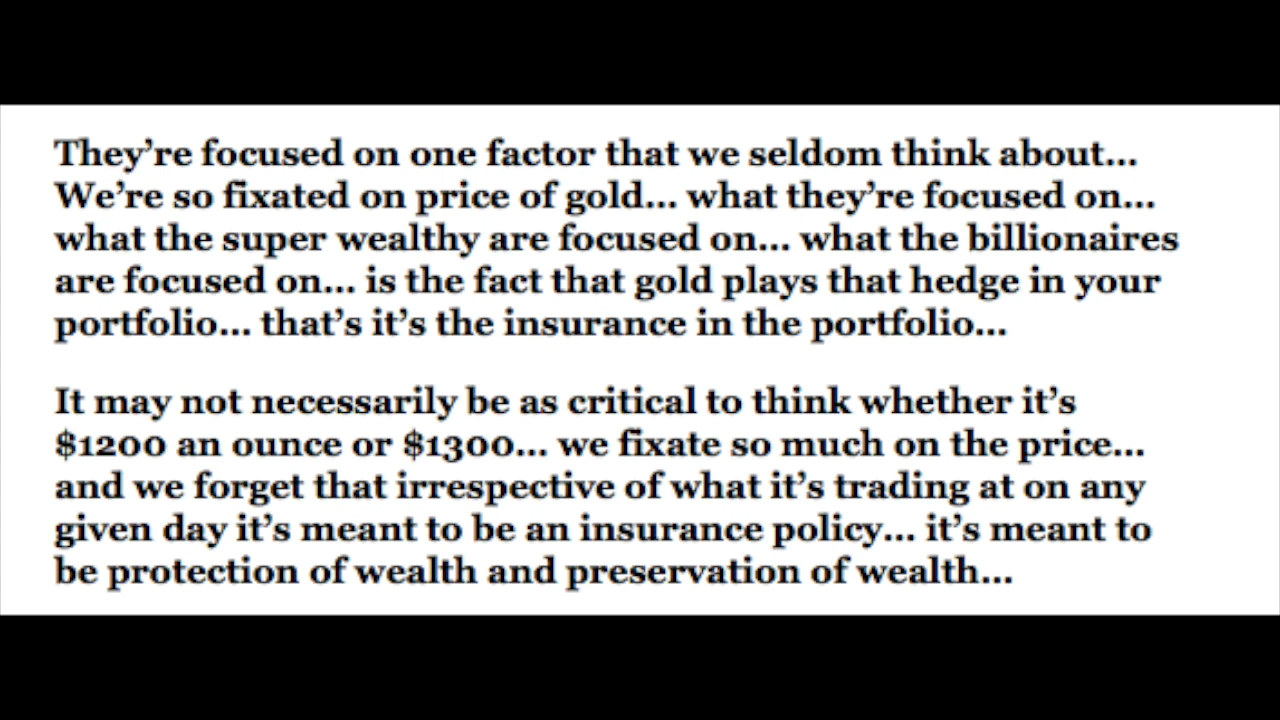 They're focused on one factor that we seldom think about...
We're so fixated on price of gold... what they're focused on...
what the super wealthy are focused on... what the billionaires
are focused on... is the fact that gold plays that hedge in your
portfolio... that's it's the insurance in the portfolio...
It may not necessarily be as critical to think whether it's
$1200 an ounce or $1300... we fixate so much on the price...
and we forget that irrespective of what it's trading at on any
given day it's meant to be an insurance policy... it's meant to
be protection of wealth and preservation of wealth...